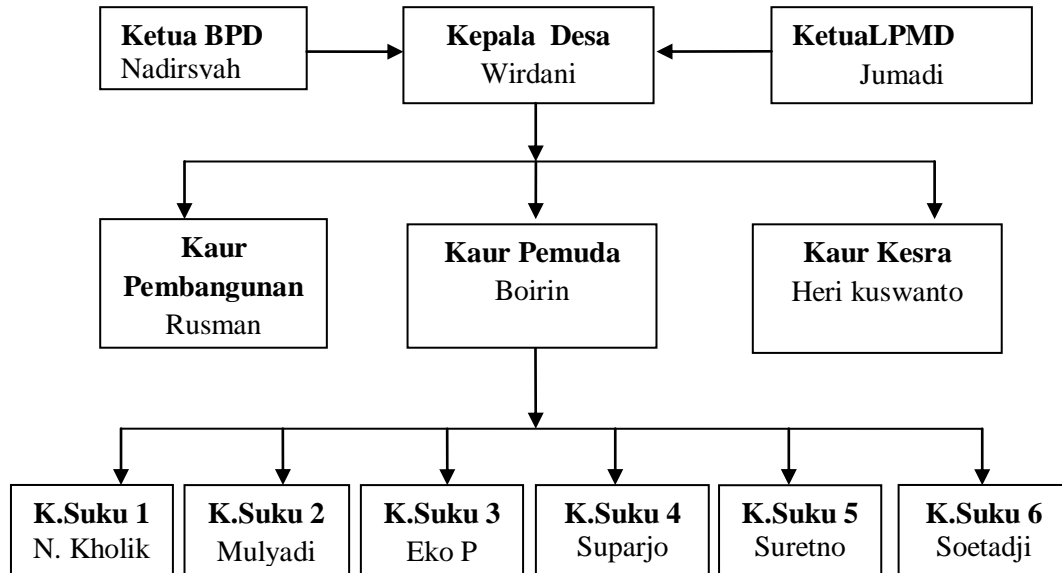 Ketua BPD
Nadirsvah
Kepala Desa
Wirdani
KetuaLPMD
Jumadi
Kaur
Pembangunan
Rusman
Kaur Pemuda
Boirin
Kaur Kesra
Heri kuswanto
K.Suku 1
N. Kholik
K.Suku 2
Mulyadi
K.Suku 3
Eko P
K.Suku 4
Suparjo
K.Suku 5
Suretno
K.Suku 6
Soetadji